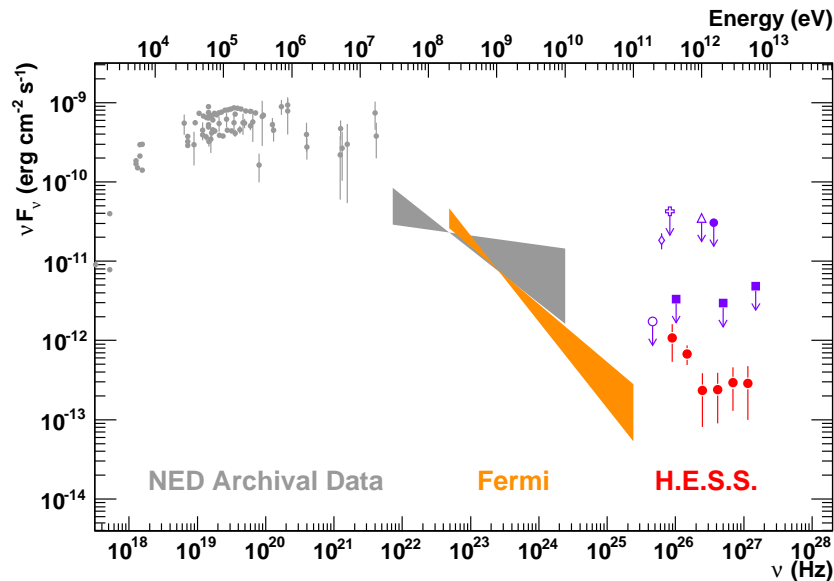 Energy (eV)
10^4 10^5 10^6 10^7 10^8 10^9 10^10 10^11 10^12 10^13
ν F_ν (erg cm^-2 s^-1)
10^-9
10^-10
10^-11
10^-12
10^-13
10^-14
NED Archival Data Fermi H.E.S.S.
10^18 10^19 10^20 10^21 10^22 10^23 10^24 10^25 10^26 10^27 10^28
ν (Hz)